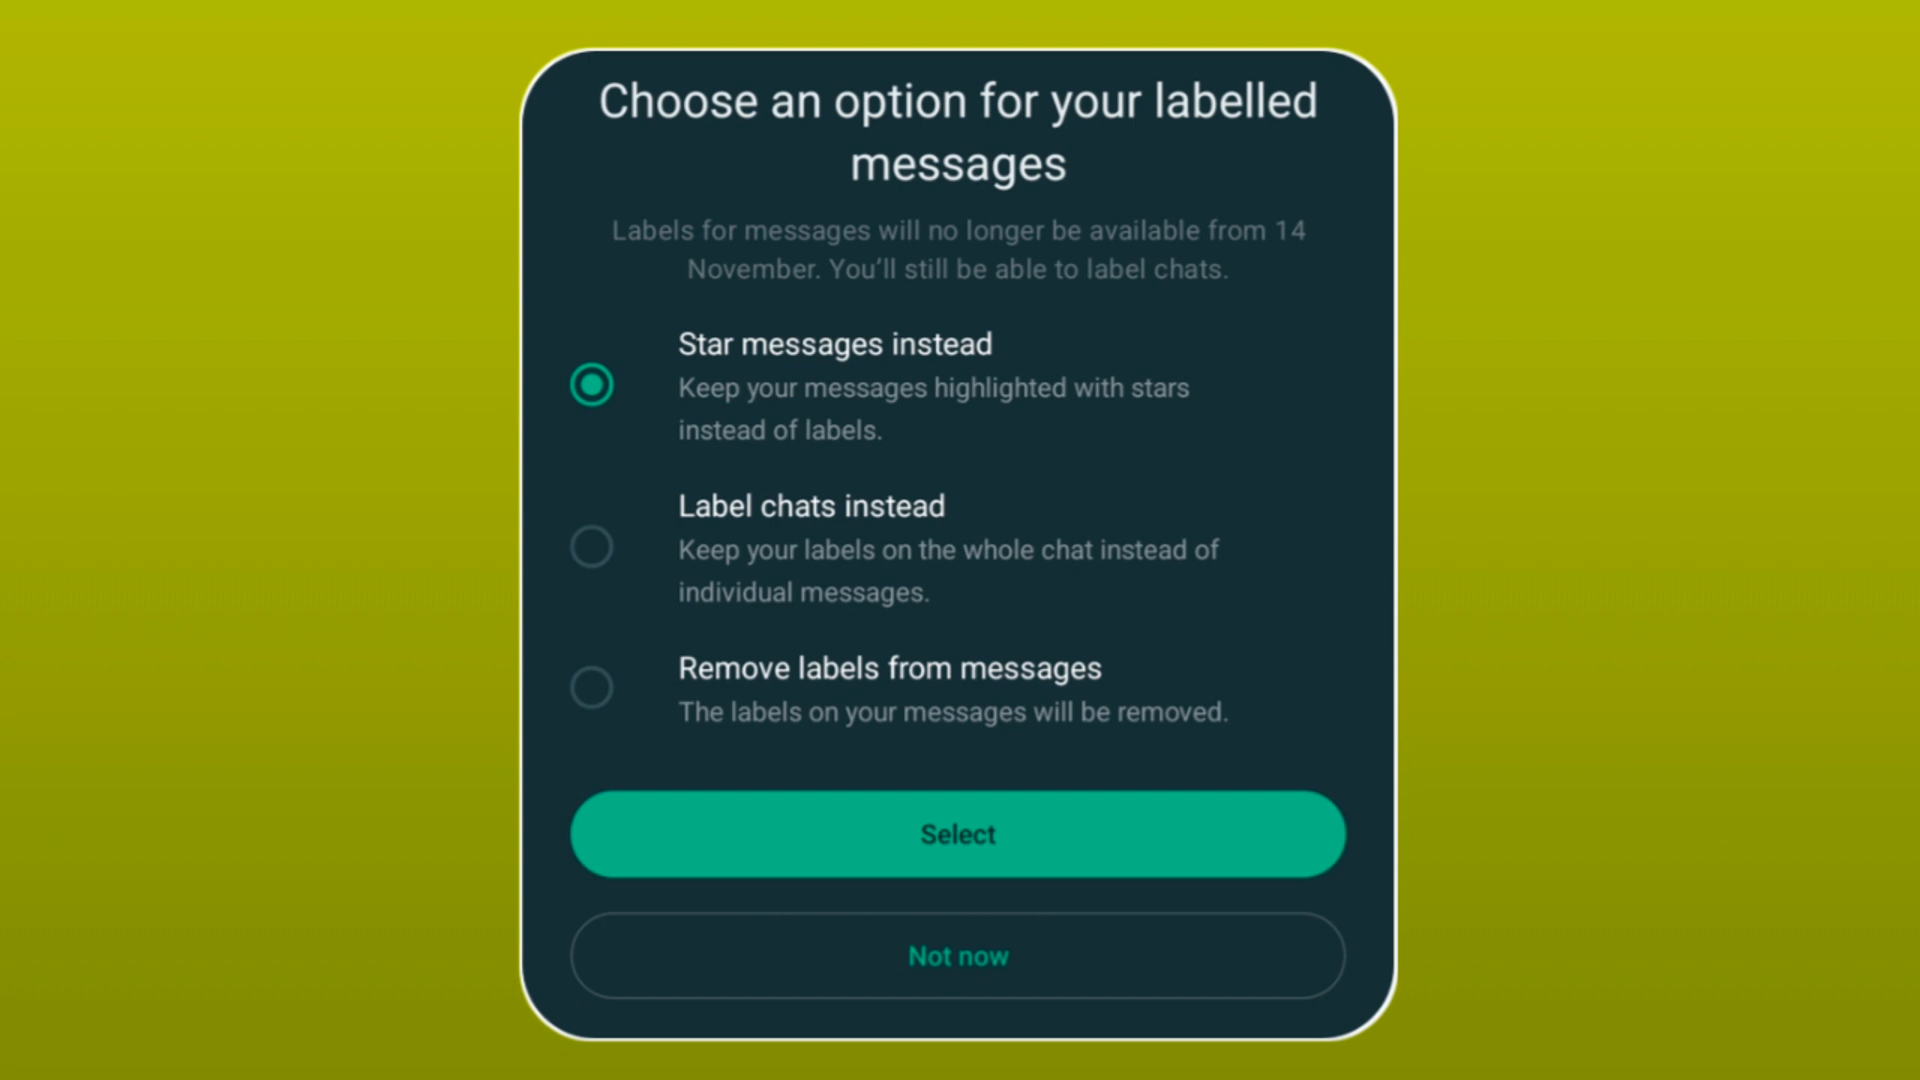 Choose an option for your labelled
messages
Labels for messages will no longer be available from 14
November. You’ll still be able to label chats.
Star messages instead
Keep your messages highlighted with stars
instead of labels.
Label chats instead
Keep your labels on the whole chat instead of
individual messages.
Remove labels from messages
The labels on your messages will be removed.
Select
Not now